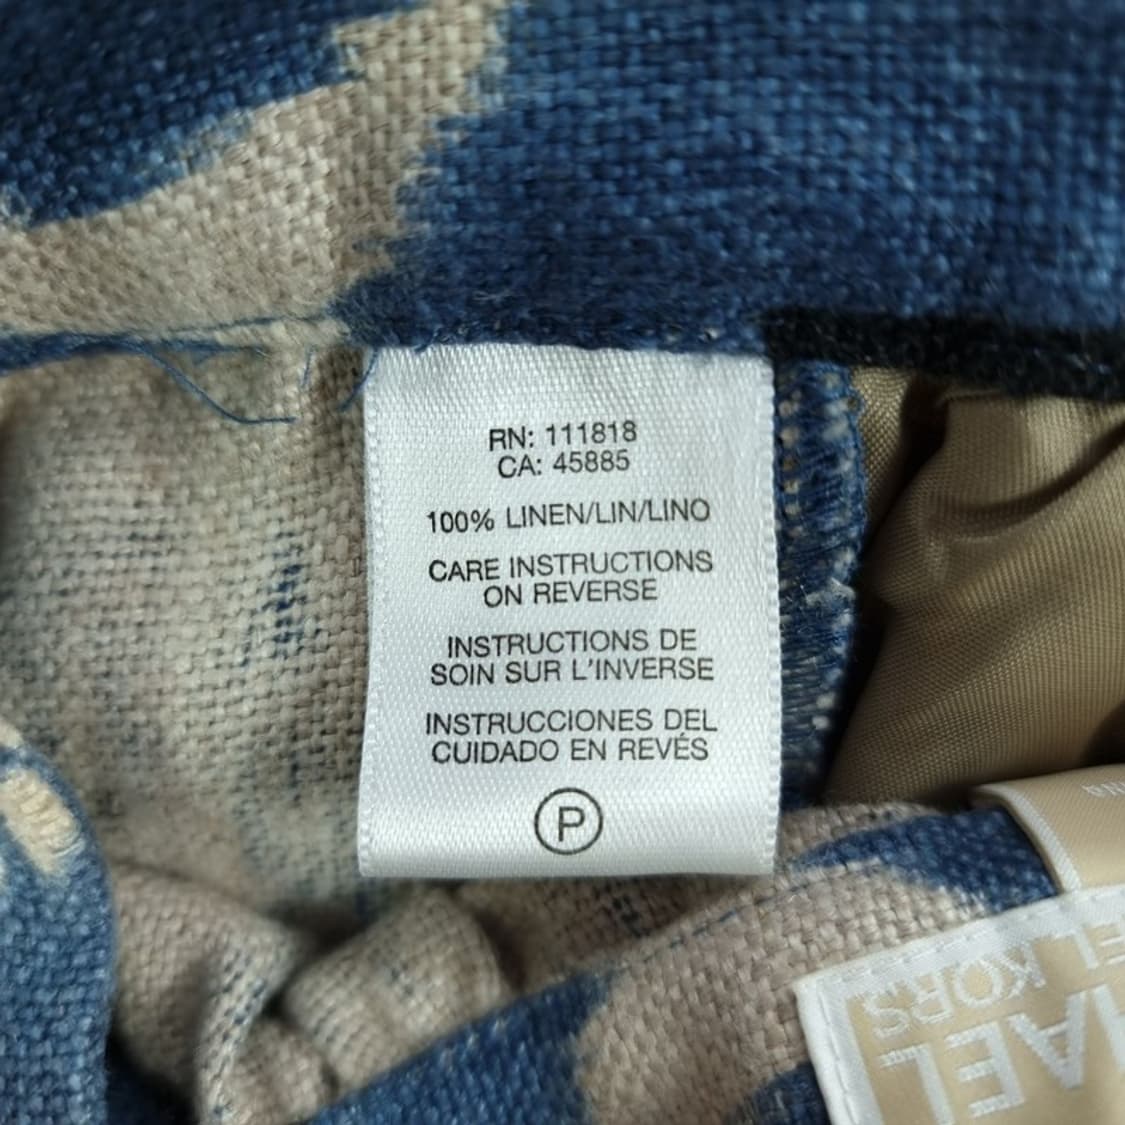 RN: 111818
CA: 45885
100% LINEN/LIN/LINO
CARE INSTRUCTIONS
ON REVERSE
INSTRUCTIONS DE
SOIN SUR L'INVERSE
INSTRUCCIONES DEL
CUIDADO EN REVÉS
P
KORS